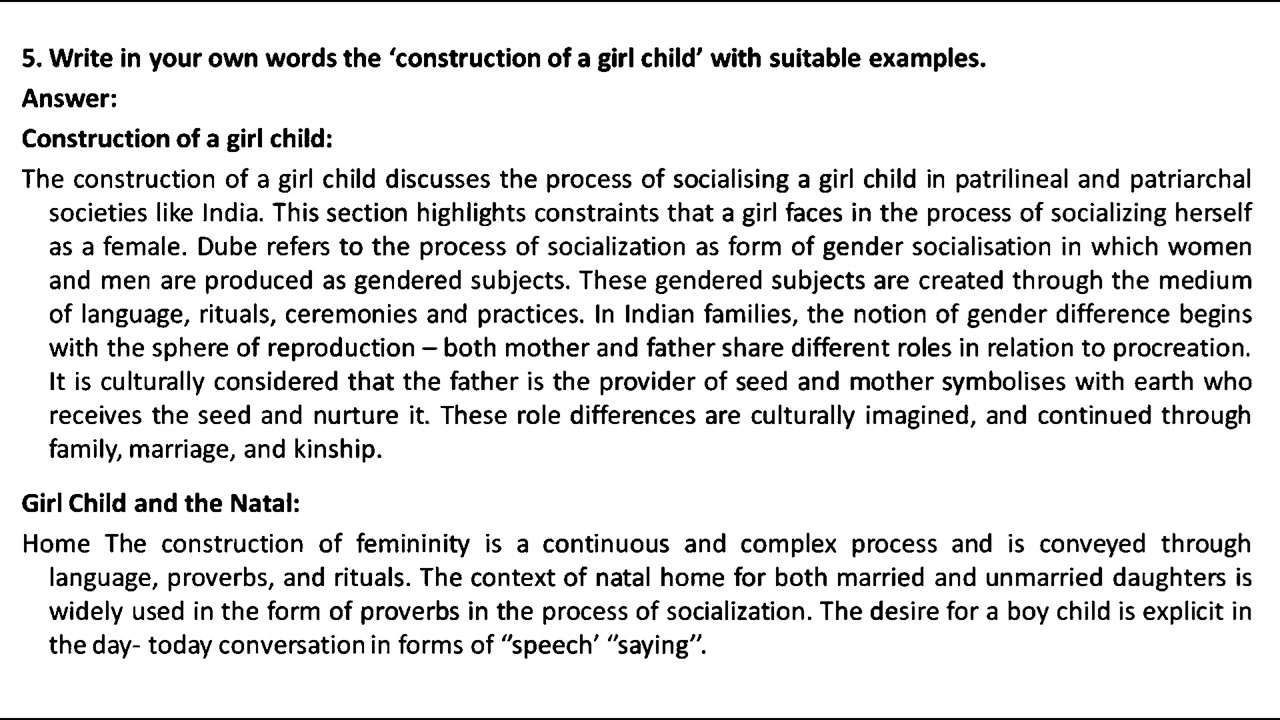 5. Write in your own words the ‘construction of a girl child’ with suitable examples.
Answer:
Construction of a girl child:
The construction of a girl child discusses the process of socialising a girl child in patrilineal and patriarchal
societies like India. This section highlights constraints that a girl faces in the process of socializing herself
as a female. Dube refers to the process of socialization as form of gender socialisation in which women
and men are produced as gendered subjects. These gendered subjects are created through the medium
of language, rituals, ceremonies and practices. In Indian families, the notion of gender difference begins
with the sphere of reproduction – both mother and father share different roles in relation to procreation.
It is culturally considered that the father is the provider of seed and mother symbolises with earth who
receives the seed and nurture it. These role differences are culturally imagined, and continued through
family, marriage, and kinship.
Girl Child and the Natal:
Home The construction of femininity is a continuous and complex process and is conveyed through
language, proverbs, and rituals. The context of natal home for both married and unmarried daughters is
widely used in the form of proverbs in the process of socialization. The desire for a boy child is explicit in
the day- today conversation in forms of ‘’speech’ ‘’saying’’.